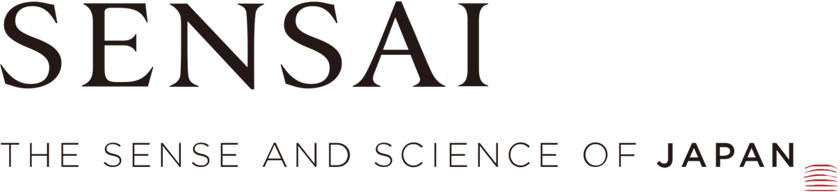 SENSAI
THE SENSE AND SCIENCE OF JAPAN